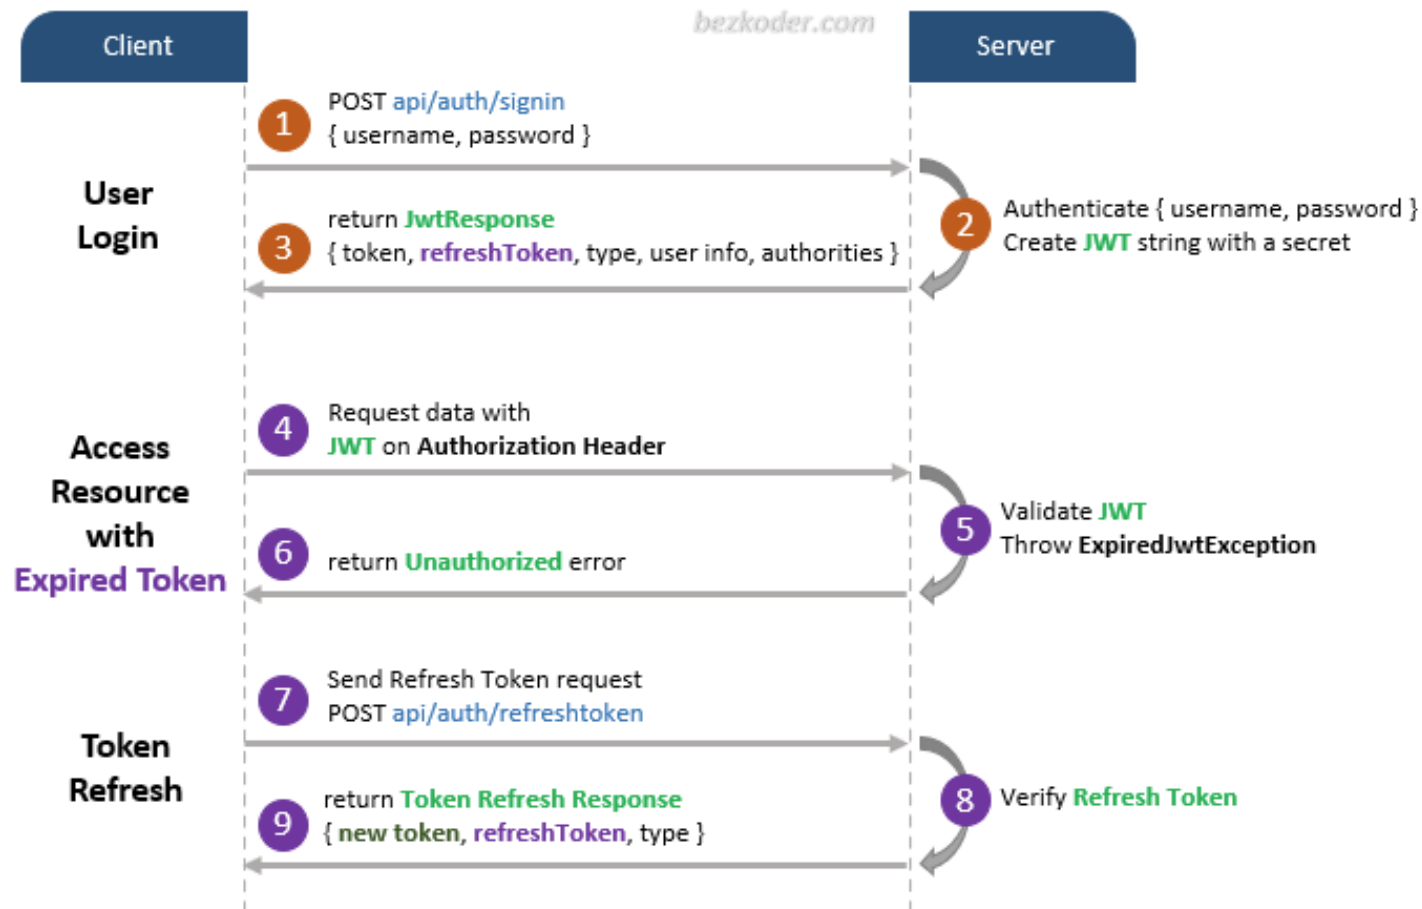 bezkoder.com
Client
Server
1
POST api/auth/signin
{ username, password }
User
Login
2
Authenticate { username, password }
Create JWT string with a secret
3
return JwtResponse
{ token, refreshToken, type, user info, authorities }
Access
Resource
with
Expired Token
4
Request data with
JWT on Authorization Header
5
Validate JWT
Throw ExpiredJwtException
6
return Unauthorized error
Token
Refresh
7
Send Refresh Token request
POST api/auth/refreshtoken
8
Verify Refresh Token
9
return Token Refresh Response
{ new token, refreshToken, type }